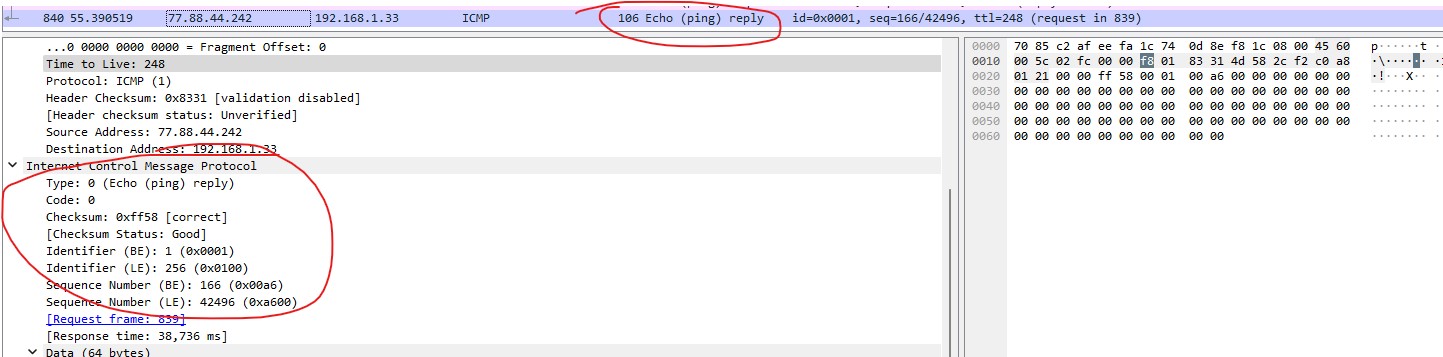 840 55.390519 77.88.44.242 192.168.1.33 ICMP 106 Echo (ping) reply id=0x0001, seq=166/42496, ttl=248 (request in 839)
...0 0000 0000 0000 = Fragment Offset: 0
Time to Live: 248
Protocol: ICMP (1)
Header Checksum: 0x8331 [validation disabled]
[Header checksum status: Unverified]
Source Address: 77.88.44.242
Destination Address: 192.168.1.33
Internet Control Message Protocol
Type: 0 (Echo (ping) reply)
Code: 0
Checksum: 0xff58 [correct]
[Checksum Status: Good]
Identifier (BE): 1 (0x0001)
Identifier (LE): 256 (0x0100)
Sequence Number (BE): 166 (0x00a6)
Sequence Number (LE): 42496 (0xa600)
[Request frame: 839]
[Response time: 38,736 ms]
Data (64 bytes)
0000 70 85 c2 af ee fa 1c 74 0d 8e f8 1c 08 00 45 60 p······t ·
0010 00 5c 02 fc 00 00 f8 01 83 31 4d 58 2c f2 c0 a8 ·\······
0020 01 21 00 00 ff 58 00 01 00 a6 00 00 00 00 00 00 ·!···X·· ·
0030 00 00 00 00 00 00 00 00 00 00 00 00 00 00 00 00 ········ ·
0040 00 00 00 00 00 00 00 00 00 00 00 00 00 00 00 00 ········ ·
0050 00 00 00 00 00 00 00 00 00 00 00 00 00 00 00 00 ········ ·
0060 00 00 00 00 00 00 00 00 00 00 ········ ·